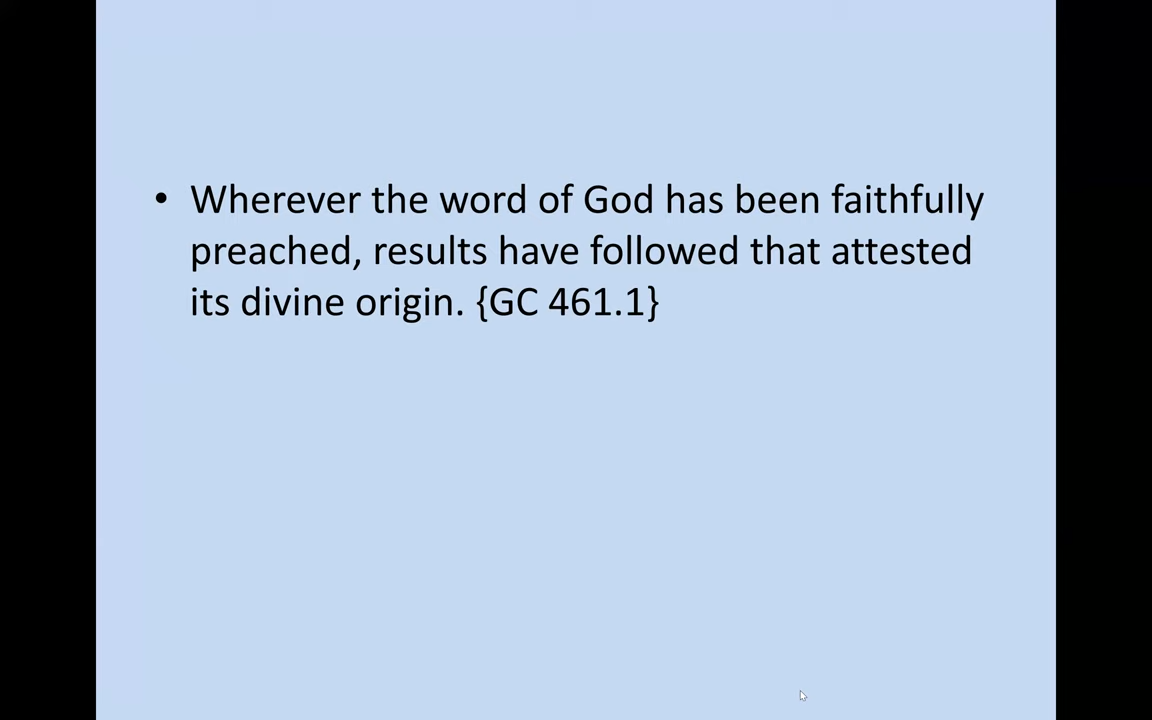 • Wherever the word of God has been faithfully
preached, results have followed that attested
its divine origin. {GC 461.1}